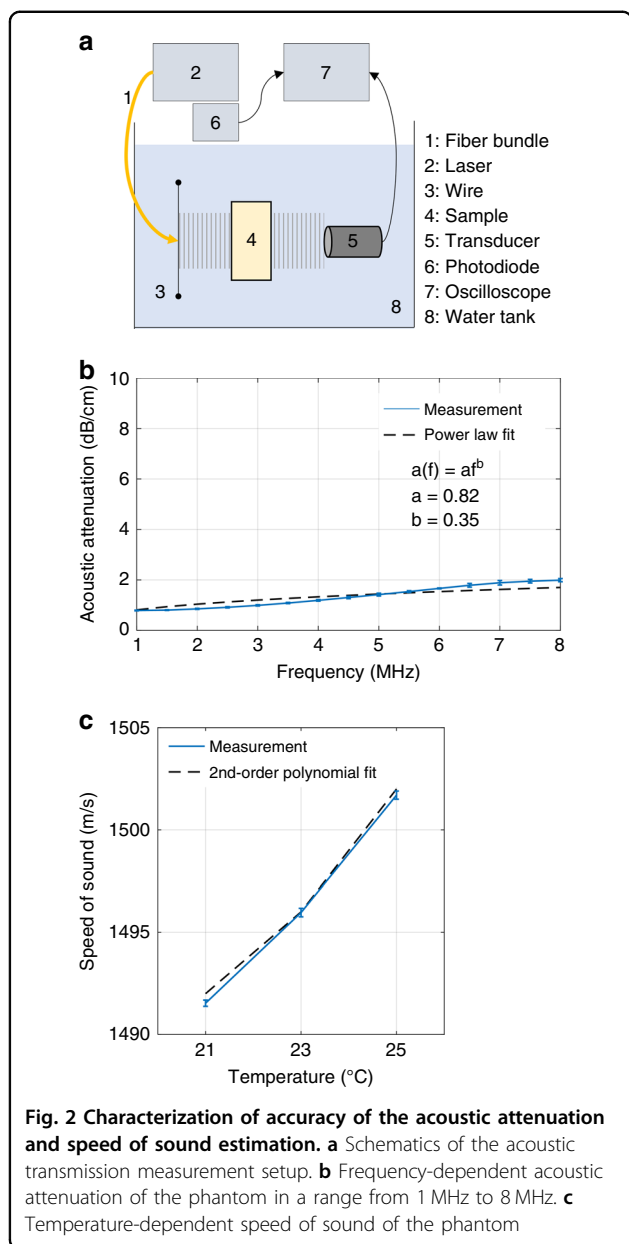 a
2
7
1
6
4
5
3
8
1: Fiber bundle
2: Laser
3: Wire
4: Sample
5: Transducer
6: Photodiode
7: Oscilloscope
8: Water tank
b
10
8
6
4
2
0
Acoustic attenuation (dB/cm)
Measurement
Power law fit
a(f) = af^b
a = 0.82
b = 0.35
1 2 3 4 5 6 7 8
Frequency (MHz)
c
1505
1500
1495
1490
Speed of sound (m/s)
Measurement
2nd-order polynomial fit
21 23 25
Temperature (°C)
Fig. 2 Characterization of accuracy of the acoustic attenuation
and speed of sound estimation. a Schematics of the acoustic
transmission measurement setup. b Frequency-dependent acoustic
attenuation of the phantom in a range from 1 MHz to 8 MHz. c
Temperature-dependent speed of sound of the phantom